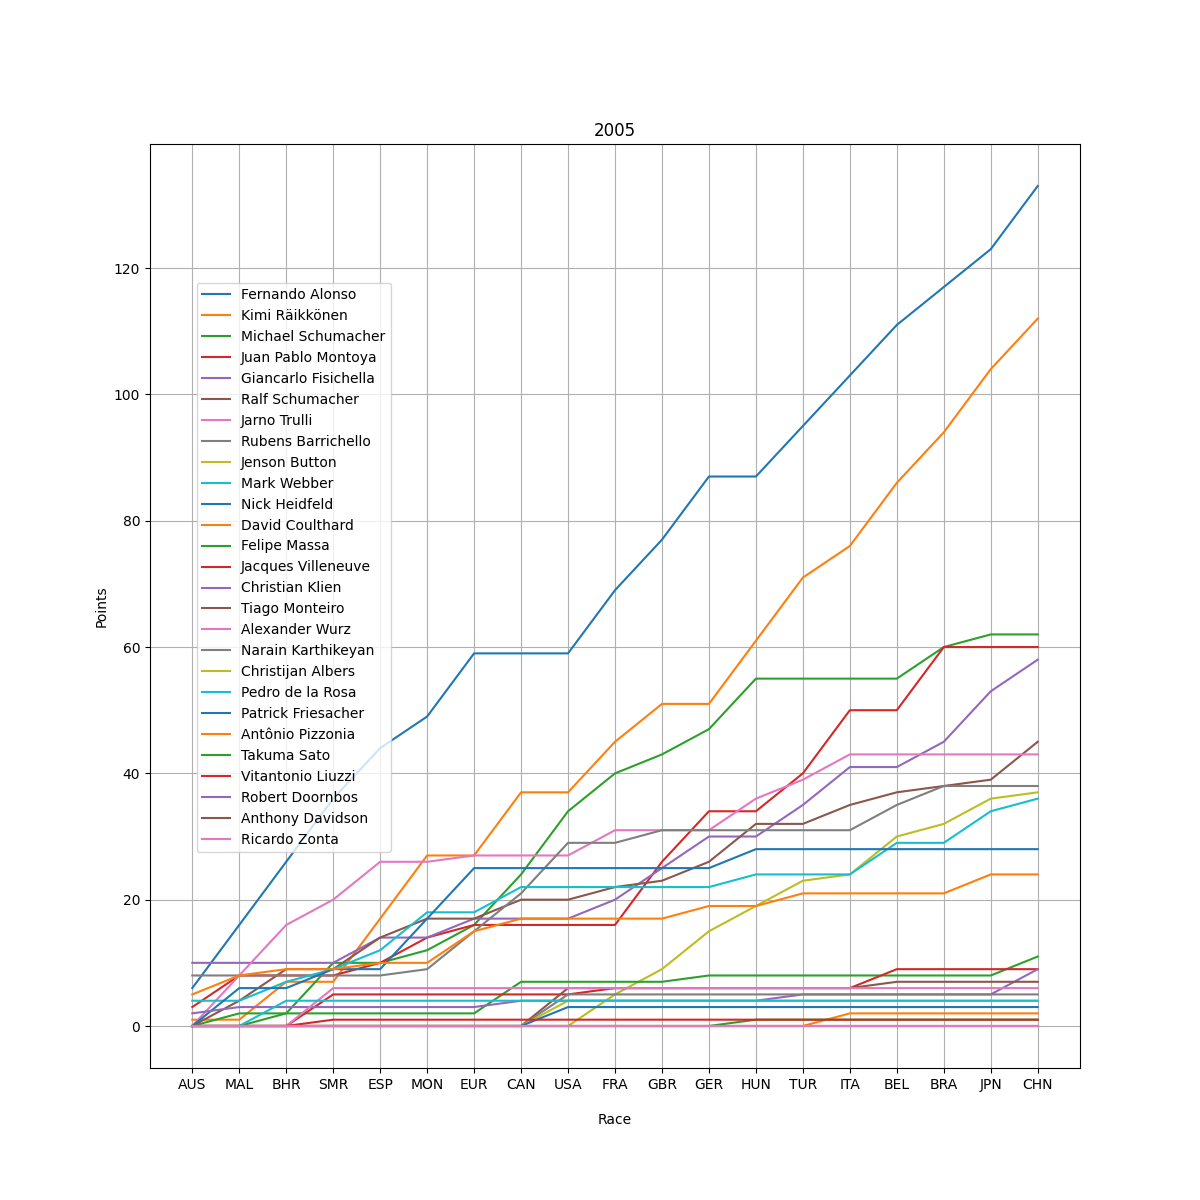 2005
120
100
80
60
40
20
0
Points
Fernando Alonso
Kimi Räikkönen
Michael Schumacher
Juan Pablo Montoya
Giancarlo Fisichella
Ralf Schumacher
Jarno Trulli
Rubens Barrichello
Jenson Button
Mark Webber
Nick Heidfeld
David Coulthard
Felipe Massa
Jacques Villeneuve
Christian Klien
Tiago Monteiro
Alexander Wurz
Narain Karthikeyan
Christijan Albers
Pedro de la Rosa
Patrick Friesacher
Antônio Pizzonia
Takuma Sato
Vitantonio Liuzzi
Robert Doornbos
Anthony Davidson
Ricardo Zonta
AUS MAL BHR SMR ESP MON EUR CAN USA FRA GBR GER HUN TUR ITA BEL BRA JPN CHN
Race